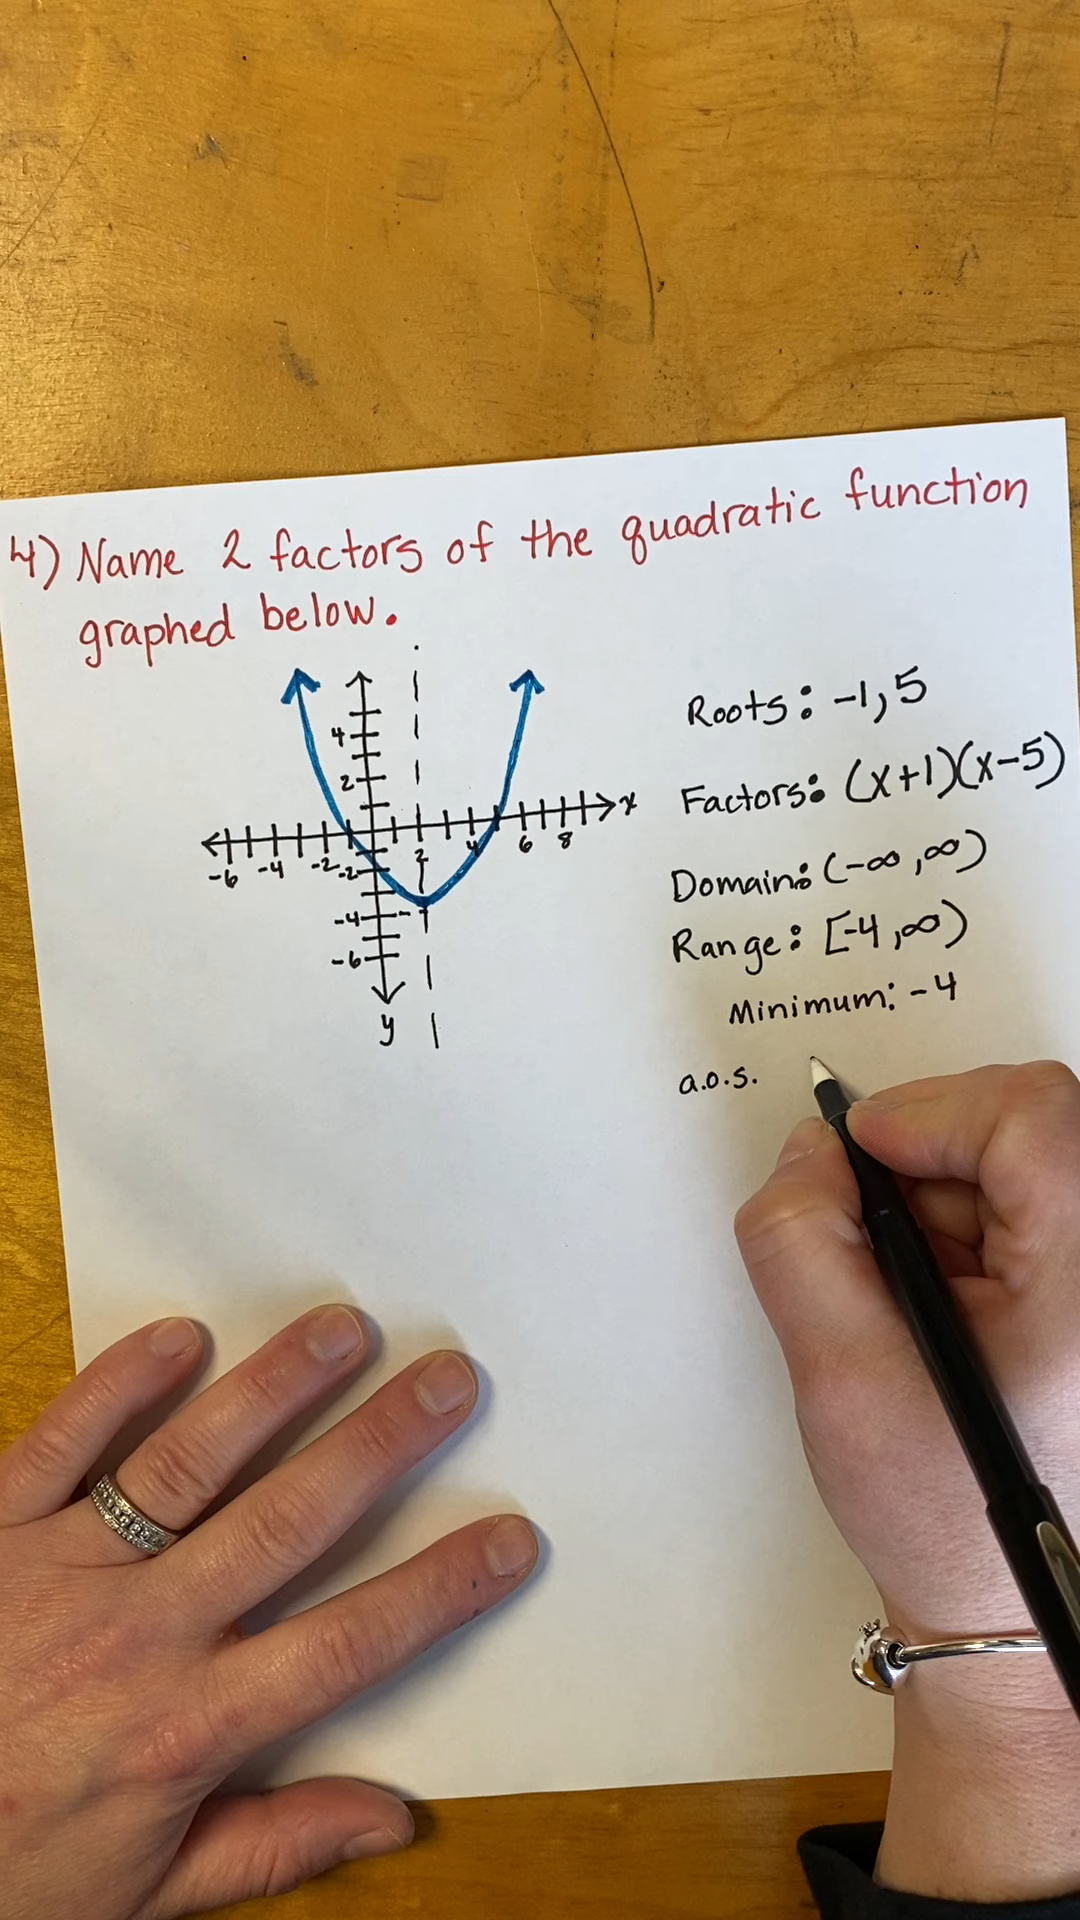 4) Name 2 factors of the quadratic function
graphed below.
Roots: -1, 5
Factors: (x+1)(x-5)
Domain: (-∞, ∞)
Range: [-4, ∞)
Minimum: -4
a.o.s.
4
2
x
-6 -4 -2 2 4 6 8
-2
-4
-6
y